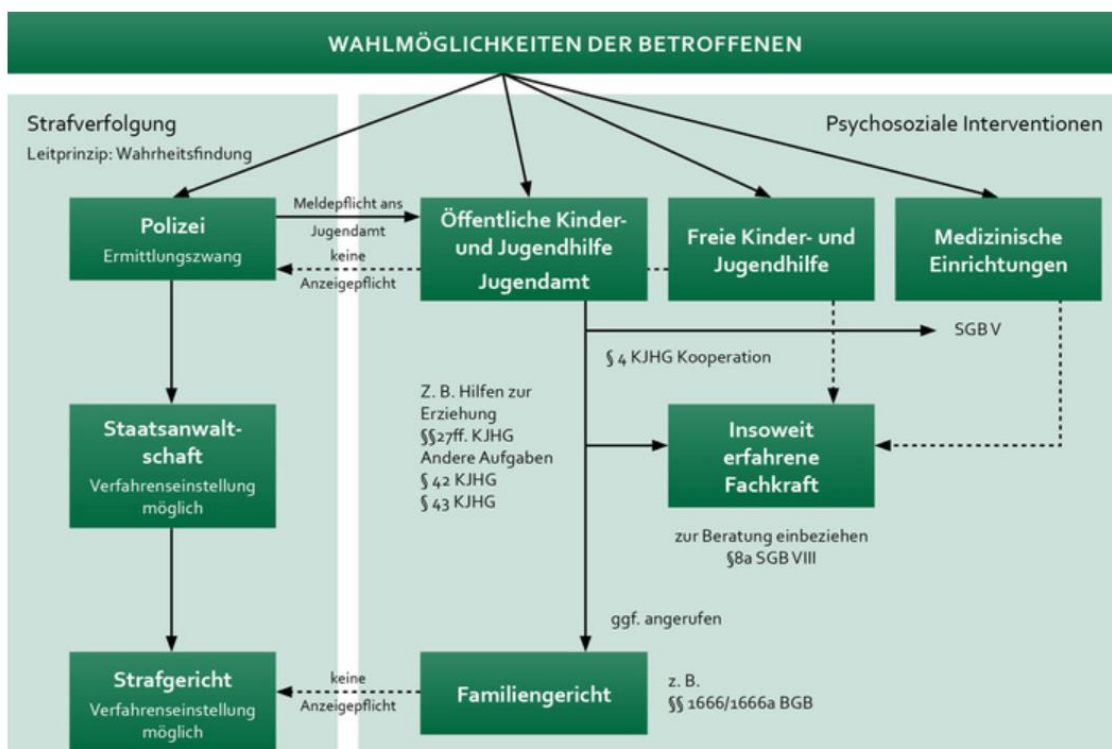 WAHLMÖGLICHKEITEN DER BETROFFENEN
Strafverfolgung
Leitprinzip: Wahrheitsfindung
Psychosoziale Interventionen
Polizei
Ermittlungszwang
Meldepflicht ans
Jugendamt
keine
Anzeigepflicht
Öffentliche Kinder-
und Jugendhilfe
Jugendamt
Freie Kinder- und
Jugendhilfe
Medizinische
Einrichtungen
SGB V
§ 4 KJHG Kooperation
Z. B. Hilfen zur
Erziehung
§§27ff. KJHG
Andere Aufgaben
§ 42 KJHG
§ 43 KJHG
Staatsanwalt-
schaft
Verfahrenseinstellung
möglich
Insoweit
erfahrene
Fachkraft
zur Beratung einbeziehen
§8a SGB VIII
ggf. angerufen
Strafgericht
Verfahrenseinstellung
möglich
keine
Anzeigepflicht
Familiengericht
z. B.
§§ 1666/1666a BGB